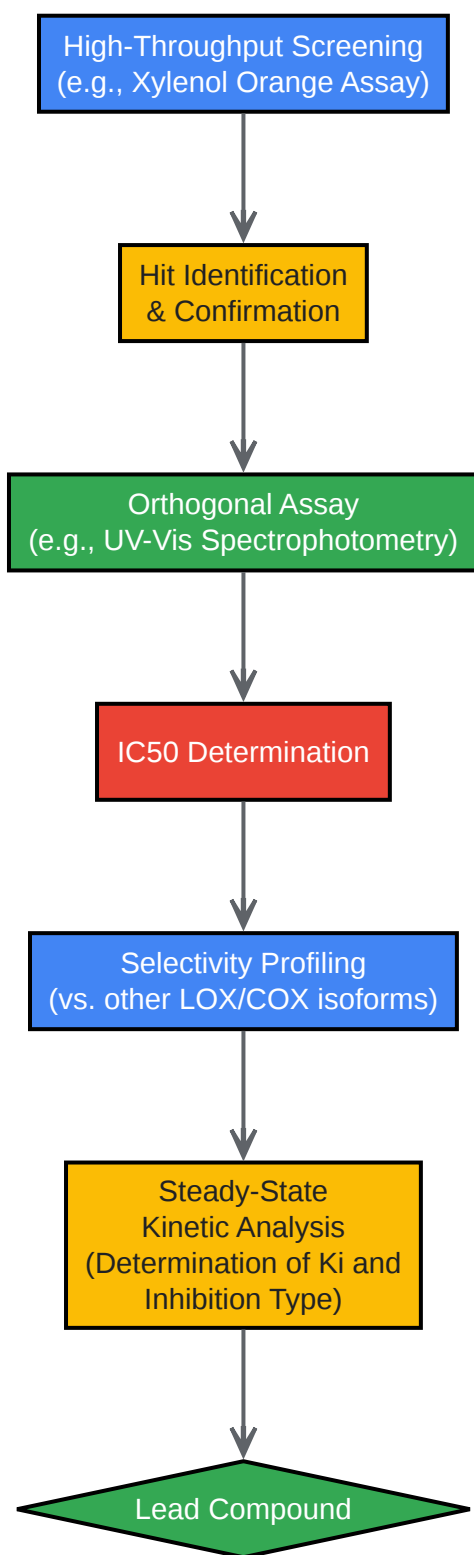 High-Throughput Screening
(e.g., Xylenol Orange Assay)
Hit Identification
& Confirmation
Orthogonal Assay
(e.g., UV-Vis Spectrophotometry)
IC50 Determination
Selectivity Profiling
(vs. other LOX/COX isoforms)
Steady-State
Kinetic Analysis
(Determination of Ki and
Inhibition Type)
Lead Compound